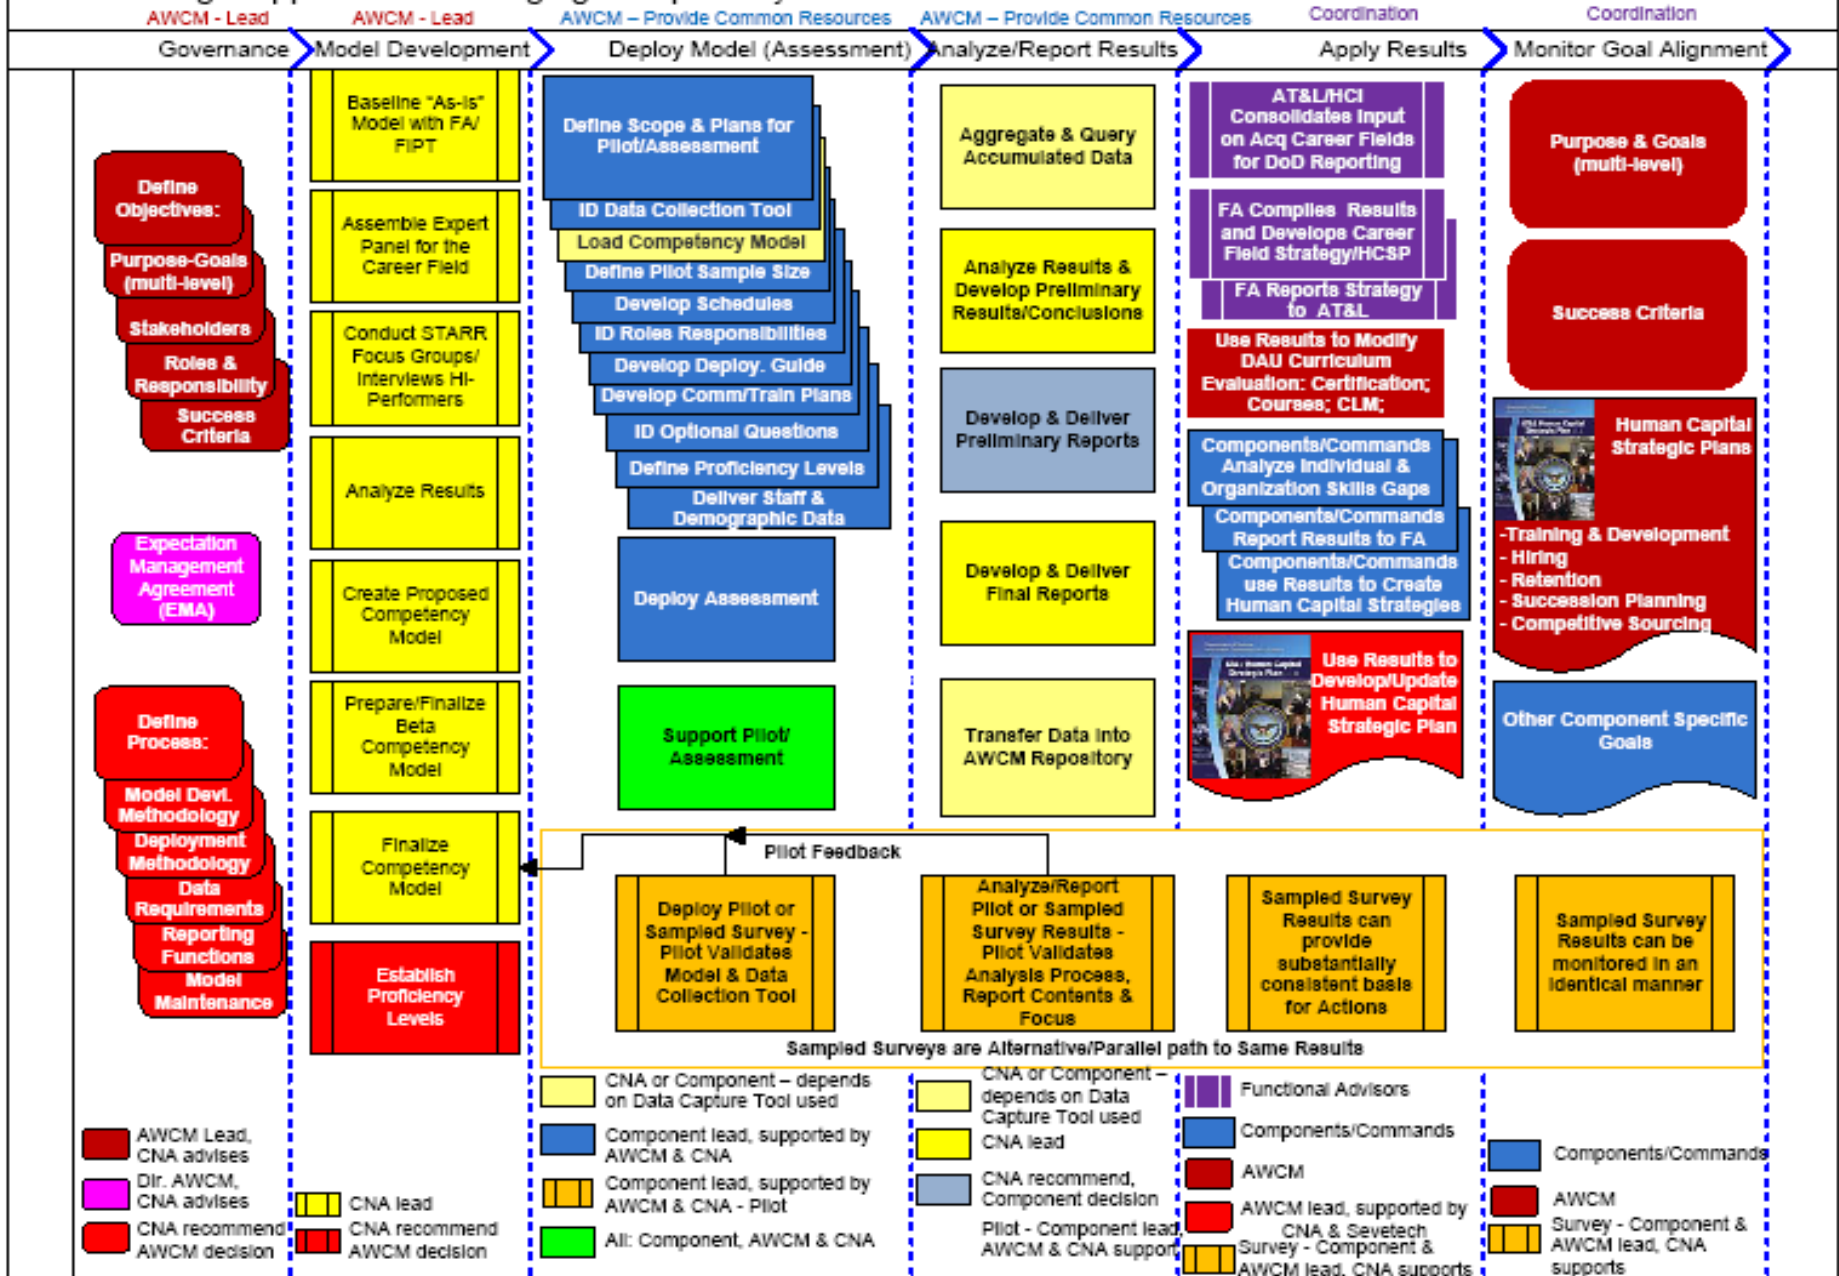 AWCM - Lead
AWCM - Lead
AWCM – Provide Common Resources
AWCM – Provide Common Resources
Coordination
Coordination
Governance
Model Development
Deploy Model (Assessment)
Analyze/Report Results
Apply Results
Monitor Goal Alignment
Define
Objectives:
Purpose-Goals
(multi-level)
Stakeholders
Roles &
Responsibility
Success
Criteria
Expectation
Management
Agreement
(EMA)
Define
Process:
Model Devl.
Methodology
Deployment
Methodology
Data
Requirements
Reporting
Functions
Model
Maintenance
AWCM Lead,
CNA advises
Dir. AWCM,
CNA advises
CNA recommend
AWCM decision
Baseline "As-Is"
Model with FA/
FIPT
Assemble Expert
Panel for the
Career Field
Conduct STARR
Focus Groups/
Interviews Hi-
Performers
Analyze Results
Create Proposed
Competency
Model
Prepare/Finalize
Beta
Competency
Model
Finalize
Competency
Model
Establish
Proficiency
Levels
CNA lead
CNA recommend
AWCM decision
Define Scope & Plans for
Pilot/Assessment
ID Data Collection Tool
Load Competency Model
Define Pilot Sample Size
Develop Schedules
ID Roles Responsibilities
Develop Deploy. Guide
Develop Comm/Train Plans
ID Optional Questions
Define Proficiency Levels
Deliver Staff &
Demographic Data
Deploy Assessment
Support Pilot/
Assessment
Pilot Feedback
Deploy Pilot or
Sampled Survey -
Pilot Validates
Model & Data
Collection Tool
CNA or Component – depends
on Data Capture Tool used
Component lead, supported by
AWCM & CNA
Component lead, supported by
AWCM & CNA - Pilot
All: Component, AWCM & CNA
Aggregate & Query
Accumulated Data
Analyze Results &
Develop Preliminary
Results/Conclusions
Develop & Deliver
Preliminary Reports
Develop & Deliver
Final Reports
Transfer Data into
AWCM Repository
Analyze/Report
Pilot or Sampled
Survey Results -
Pilot Validates
Analysis Process,
Report Contents &
Focus
Sampled Surveys are Alternative/Parallel path to Same Results
CNA or Component –
depends on Data
Capture Tool used
CNA lead
CNA recommend,
Component decision
Pilot - Component lead,
AWCM & CNA support
AT&L/HCI
Consolidates Input
on Acq Career Fields
for DoD Reporting
FA Compiles Results
and Develops Career
Field Strategy/HCSP
FA Reports Strategy
to AT&L
Use Results to Modify
DAU Curriculum
Evaluation: Certification;
Courses; CLM;
Components/Commands
Analyze Individual &
Organization Skills Gaps
Components/Commands
Report Results to FA
Components/Commands
use Results to Create
Human Capital Strategies
Use Results to
Develop/Update
Human Capital
Strategic Plan
Sampled Survey
Results can
provide
substantially
consistent basis
for Actions
Functional Advisors
Components/Commands
AWCM
AWCM lead, supported by
CNA & Sevetech
Survey - Component &
AWCM lead, CNA supports
Purpose & Goals
(multi-level)
Success Criteria
Human Capital
Strategic Plans
-Training & Development
- Hiring
- Retention
- Succession Planning
- Competitive Sourcing
Other Component Specific
Goals
Sampled Survey
Results can be
monitored in an
identical manner
Components/Commands
AWCM
Survey - Component &
AWCM lead, CNA
supports